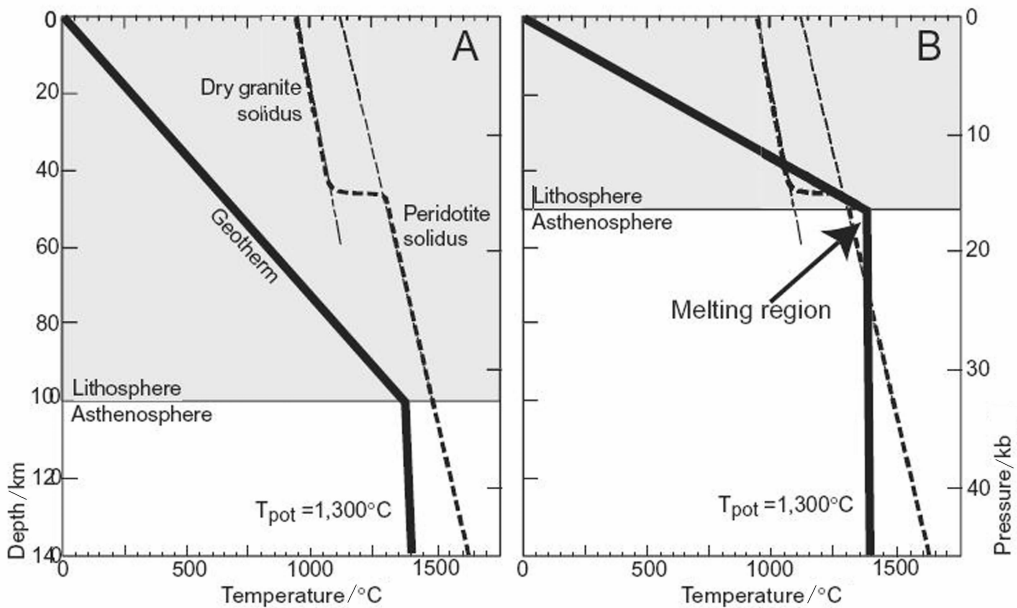 A
0
20
40
60
80
100
120
140
Depth/km
Dry granite
solidus
Peridotite
solidus
Geotherm
Lithosphere
Asthenosphere
Tpot =1,300°C
0
500
1000
1500
Temperature/°C
B
Lithosphere
Asthenosphere
Melting region
Tpot =1,300°C
0
10
20
30
40
Pressure/kb
0
500
1000
1500
Temperature/°C